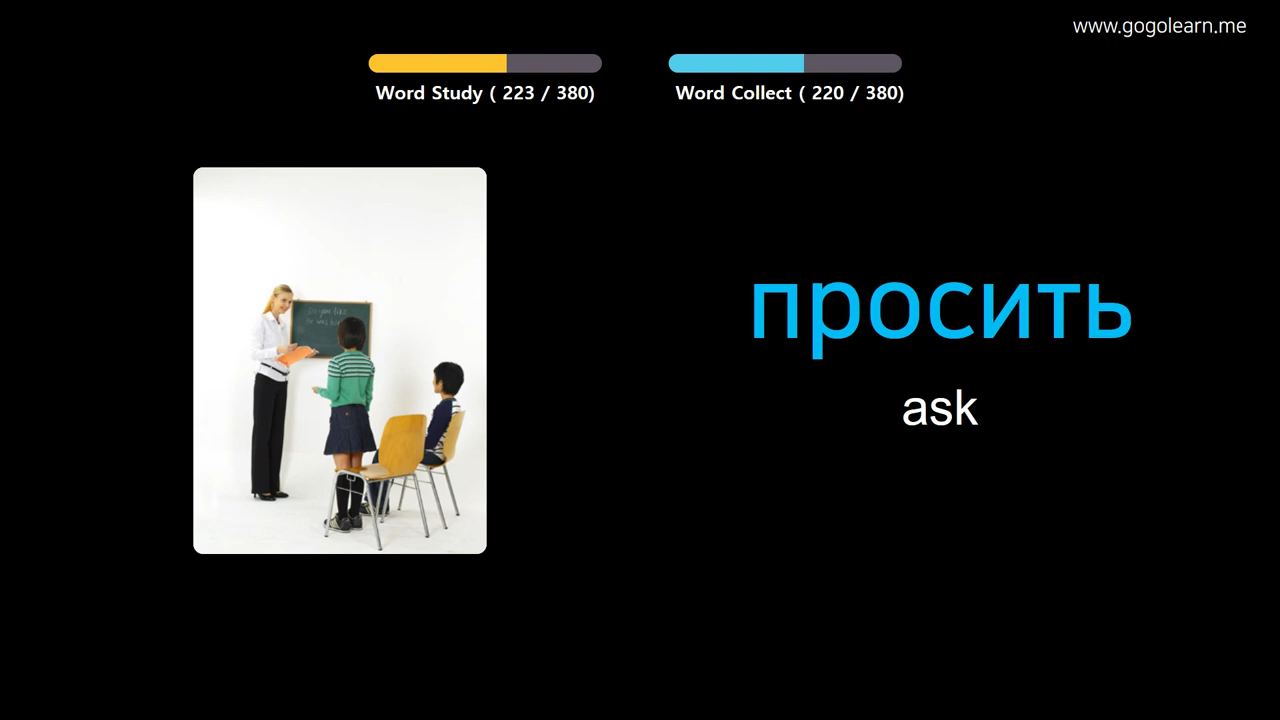 www.gogolearn.me
Word Study ( 223 / 380)
Word Collect ( 220 / 380)
просить
ask